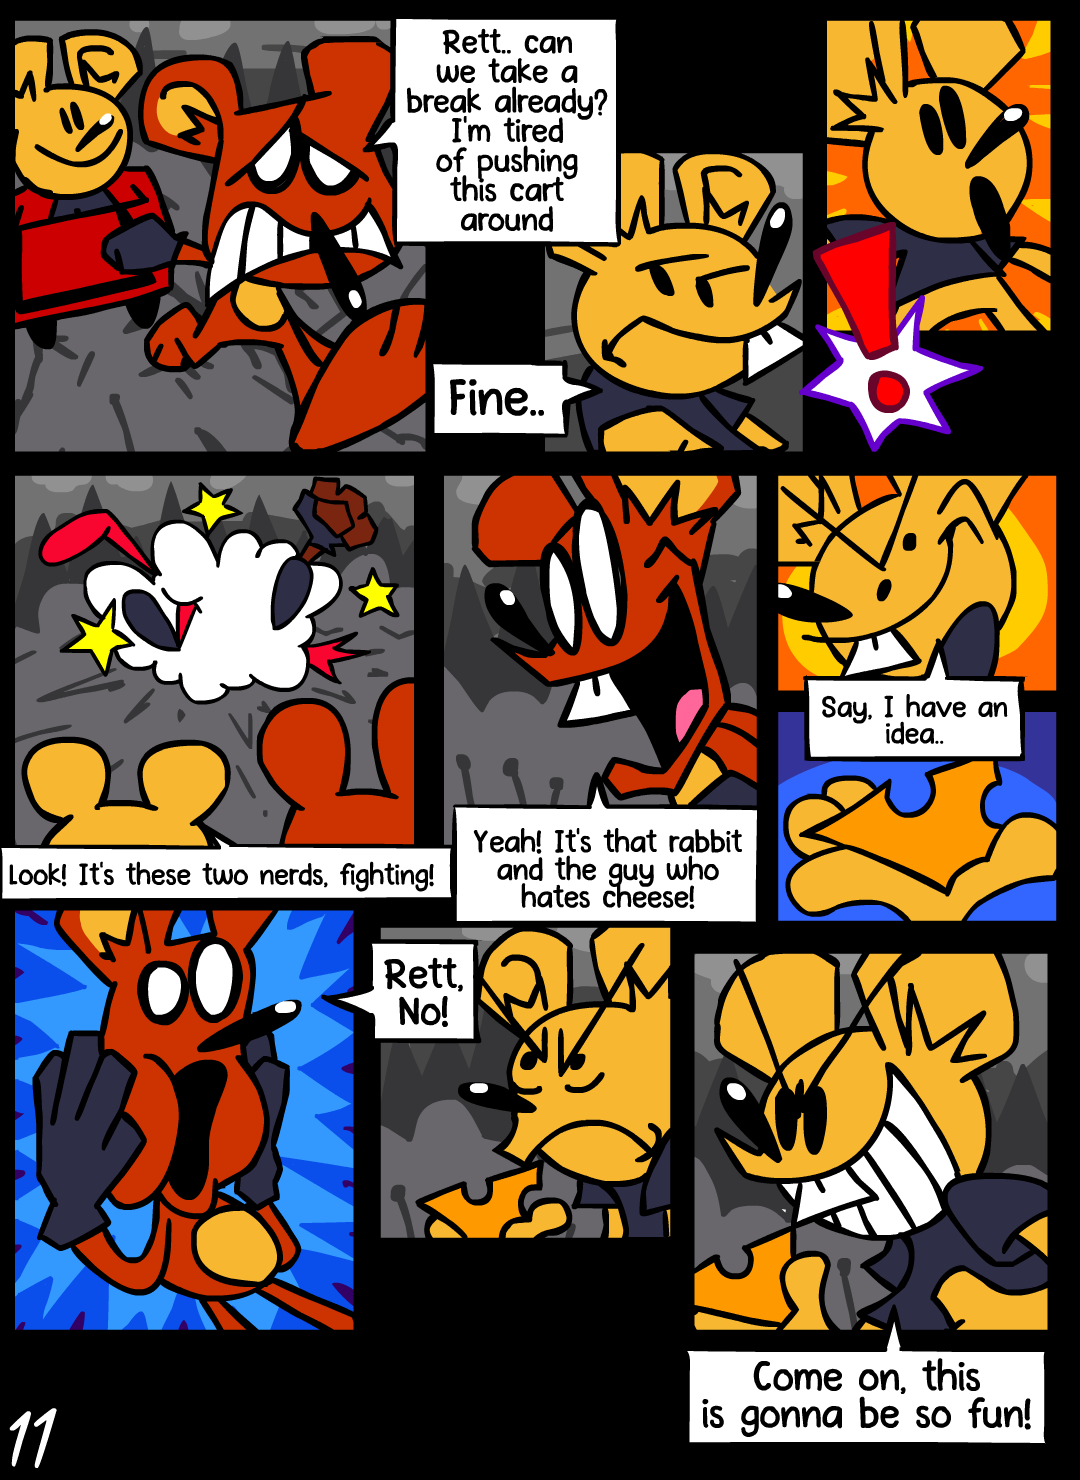 Rett.. can
we take a
break already?
I'm tired
of pushing
this cart
around
Fine..
!
Look! It's these two nerds, fighting!
Yeah! It's that rabbit
and the guy who
hates cheese!
Say, I have an
idea..
Rett,
No!
Come on, this
is gonna be so fun!
11